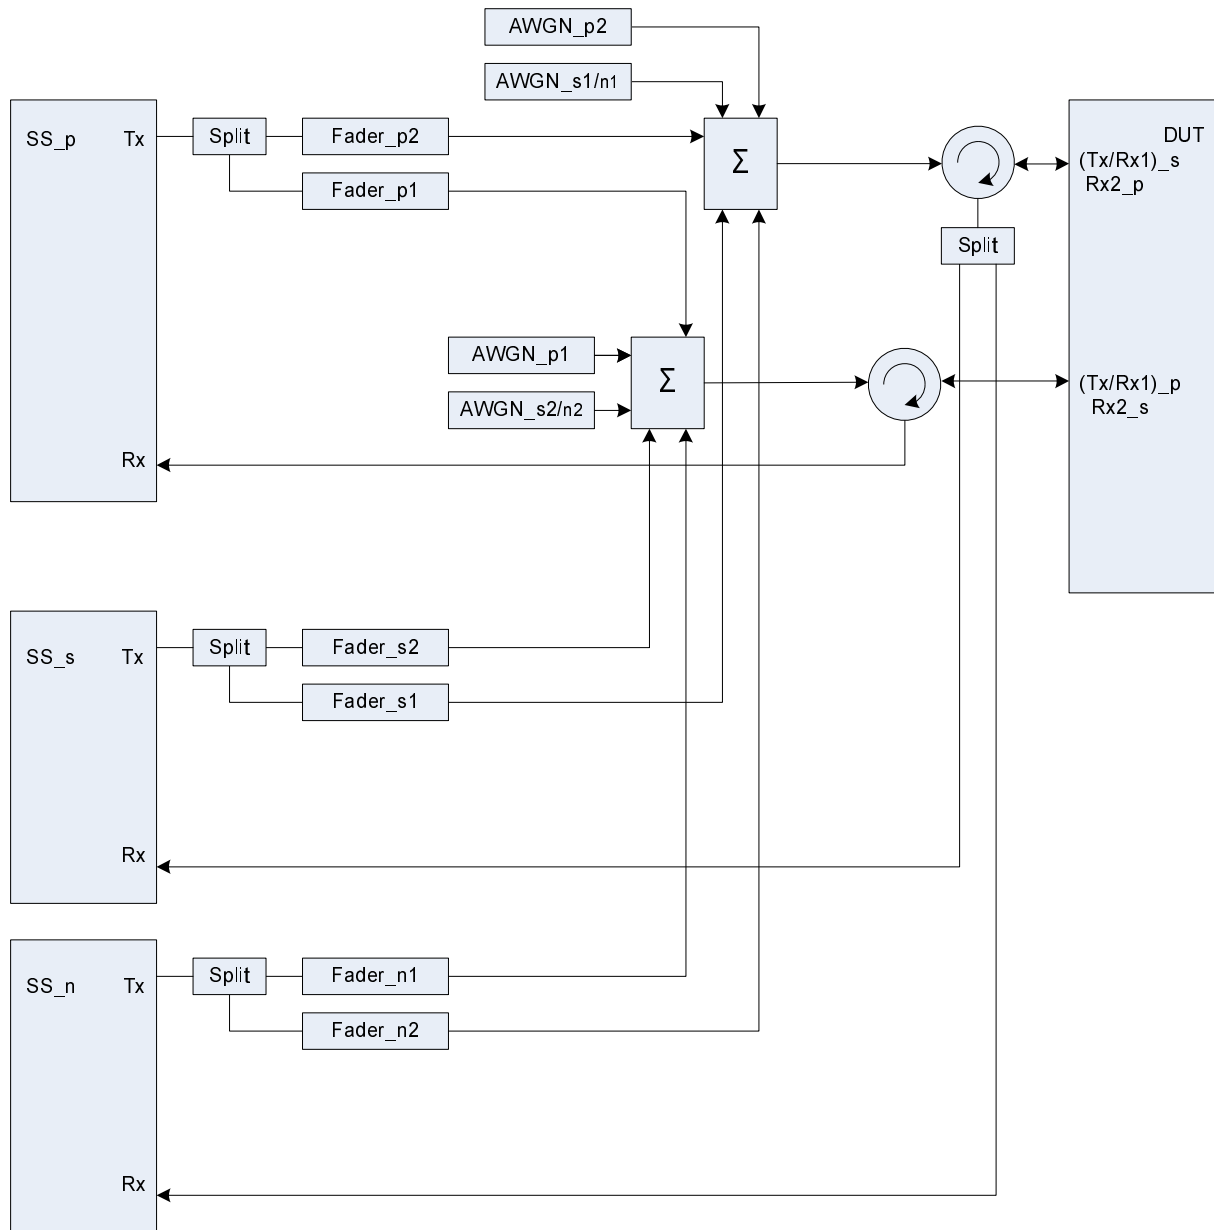 AWGN_p2
AWGN_s1/n1
SS_p
Tx
Split
Fader_p2
Σ
DUT
(Tx/Rx1)_s
Rx2_p
Fader_p1
Split
AWGN_p1
Σ
AWGN_s2/n2
(Tx/Rx1)_p
Rx2_s
Rx
SS_s
Tx
Split
Fader_s2
Fader_s1
Rx
SS_n
Tx
Split
Fader_n1
Fader_n2
Rx